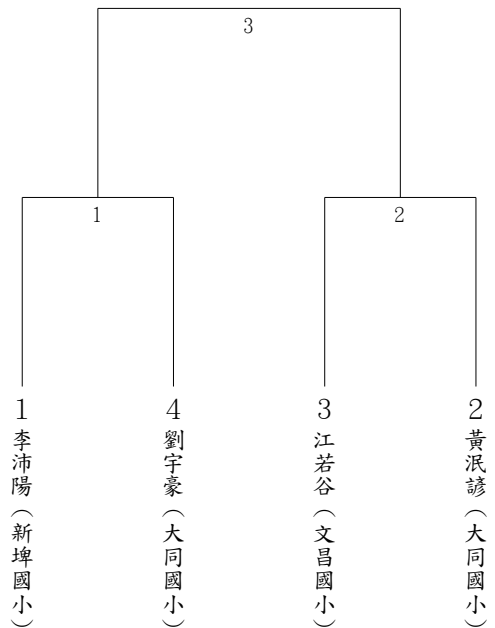 3
1
2
1 李沛陽（新埤國小）
4 劉宇豪（大同國小）
3 江若谷（文昌國小）
2 黃泯諺（大同國小）